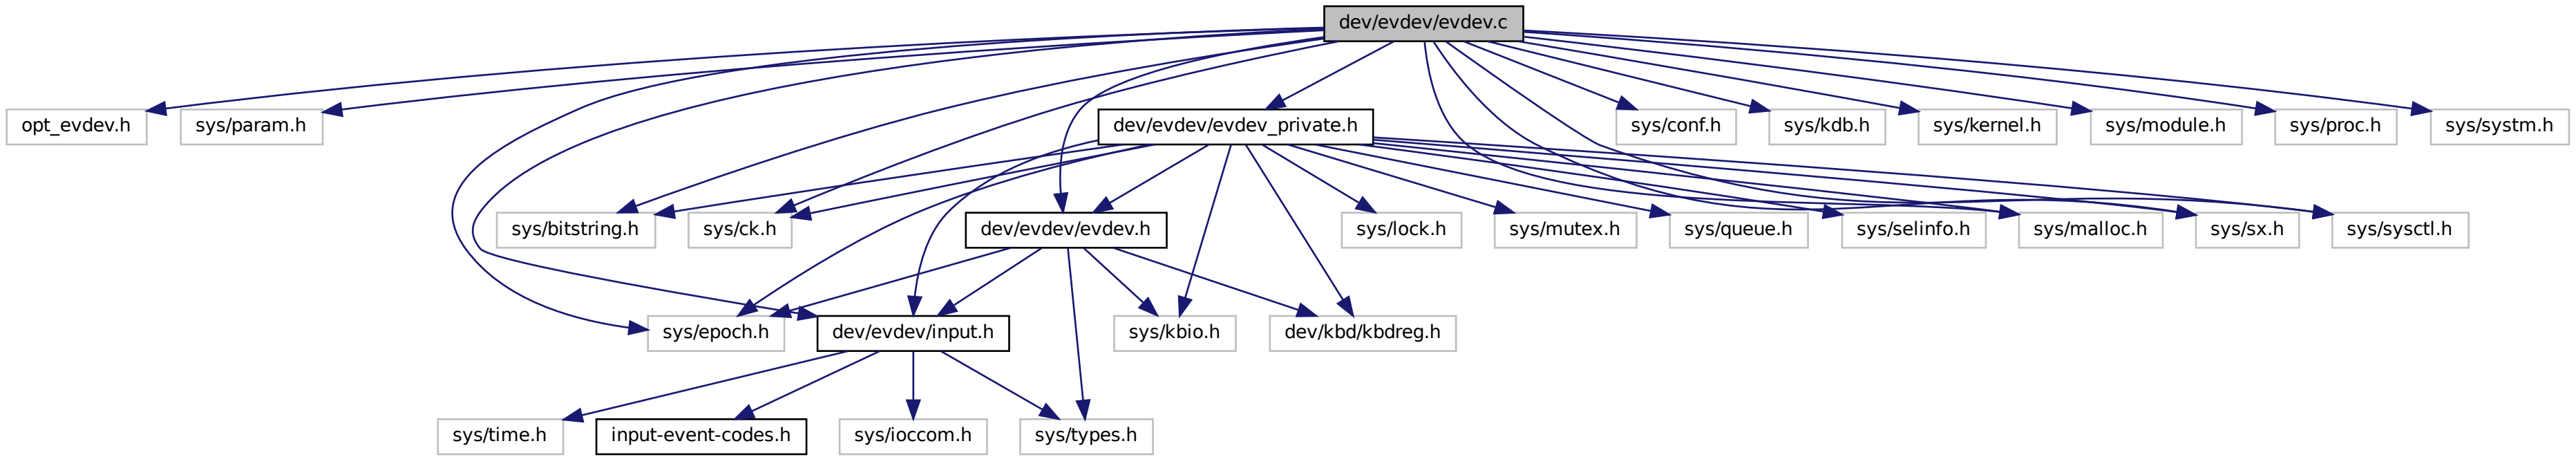 dev/evdev/evdev.c
opt_evdev.h
sys/param.h
dev/evdev/evdev_private.h
sys/conf.h
sys/kdb.h
sys/kernel.h
sys/module.h
sys/proc.h
sys/systm.h
sys/bitstring.h
sys/ck.h
dev/evdev/evdev.h
sys/lock.h
sys/mutex.h
sys/queue.h
sys/selinfo.h
sys/malloc.h
sys/sx.h
sys/sysctl.h
sys/epoch.h
dev/evdev/input.h
sys/kbio.h
dev/kbd/kbdreg.h
sys/time.h
input-event-codes.h
sys/ioccom.h
sys/types.h